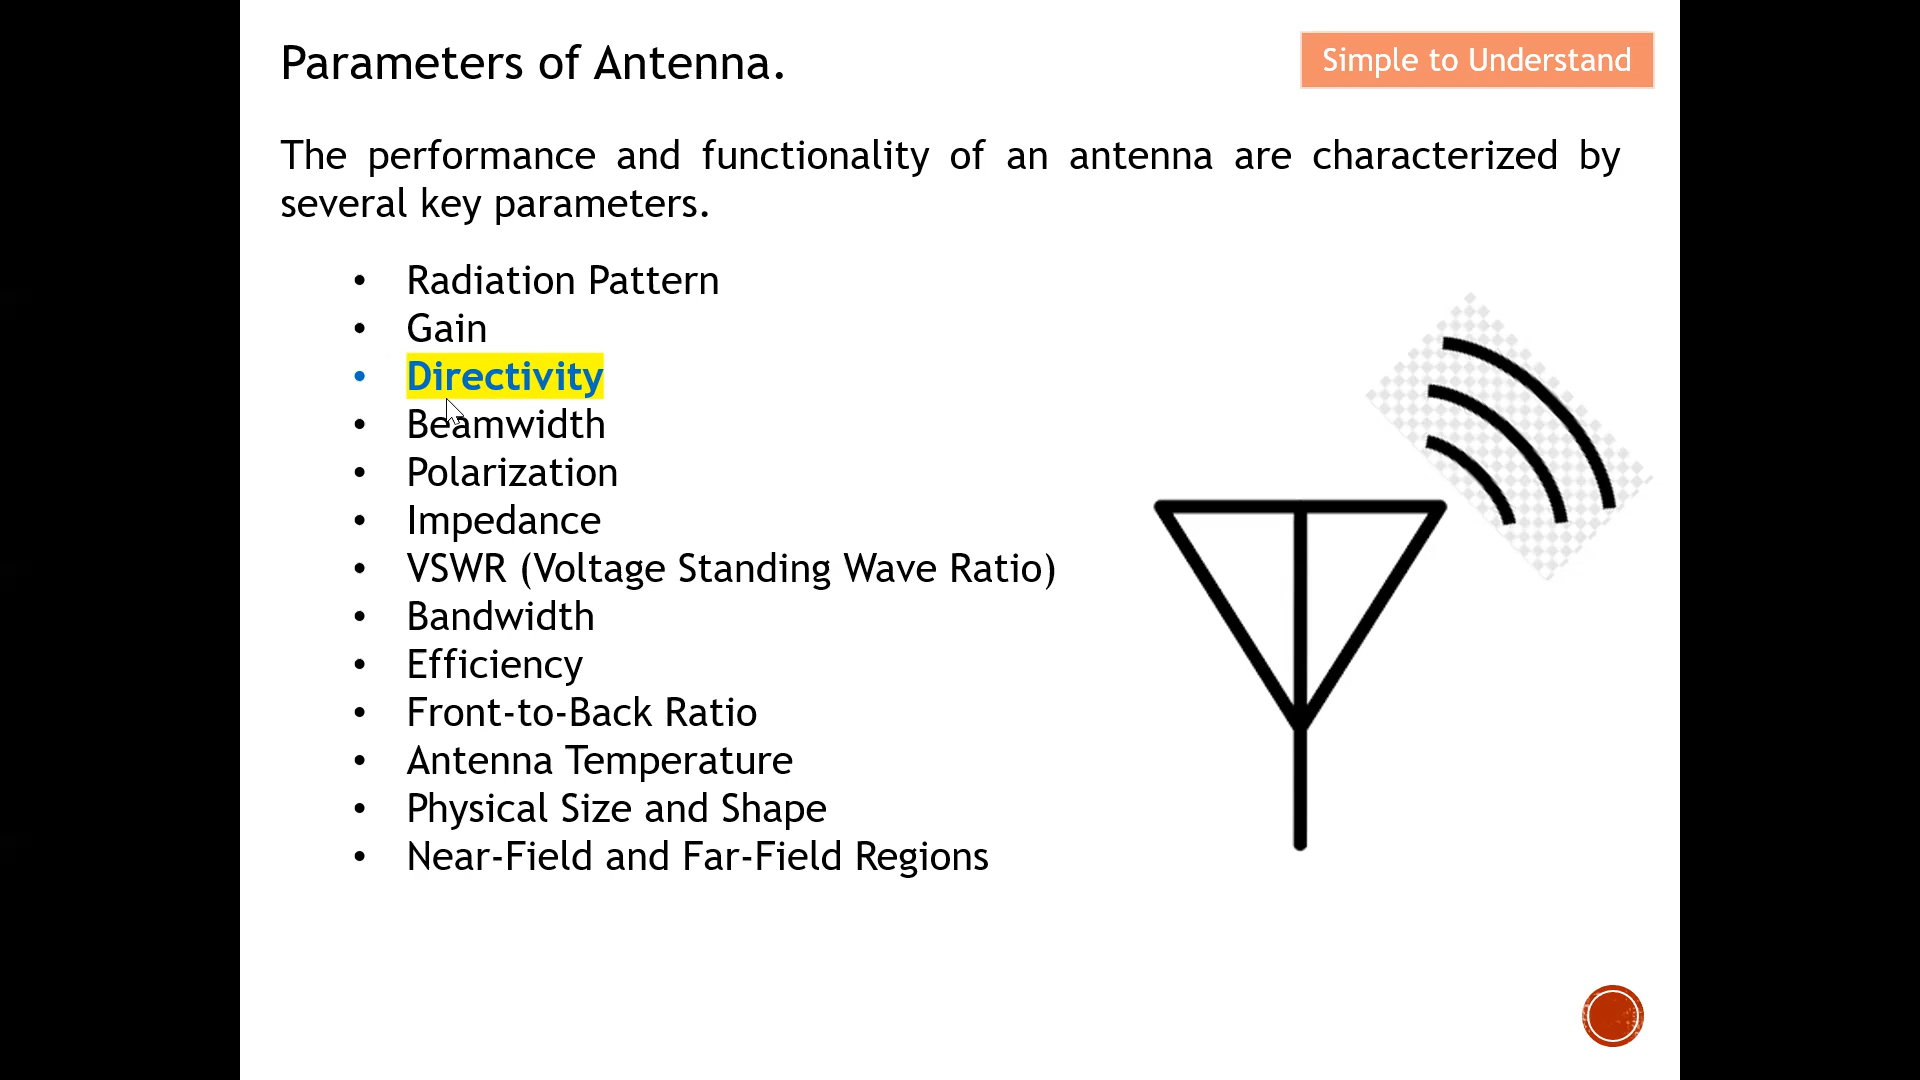 Parameters of Antenna.
Simple to Understand
The performance and functionality of an antenna are characterized by
several key parameters.
• Radiation Pattern
• Gain
• Directivity
• Beamwidth
• Polarization
• Impedance
• VSWR (Voltage Standing Wave Ratio)
• Bandwidth
• Efficiency
• Front-to-Back Ratio
• Antenna Temperature
• Physical Size and Shape
• Near-Field and Far-Field Regions